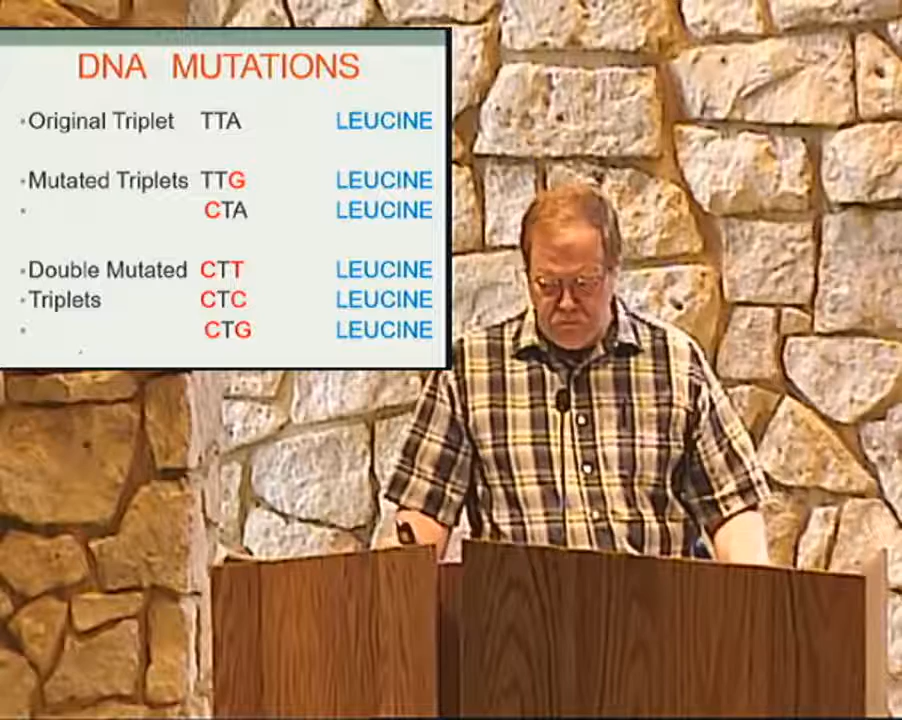 DNA MUTATIONS
•Original Triplet TTA LEUCINE
•Mutated Triplets TTG LEUCINE
• CTA LEUCINE
•Double Mutated CTT LEUCINE
•Triplets CTC LEUCINE
• CTG LEUCINE